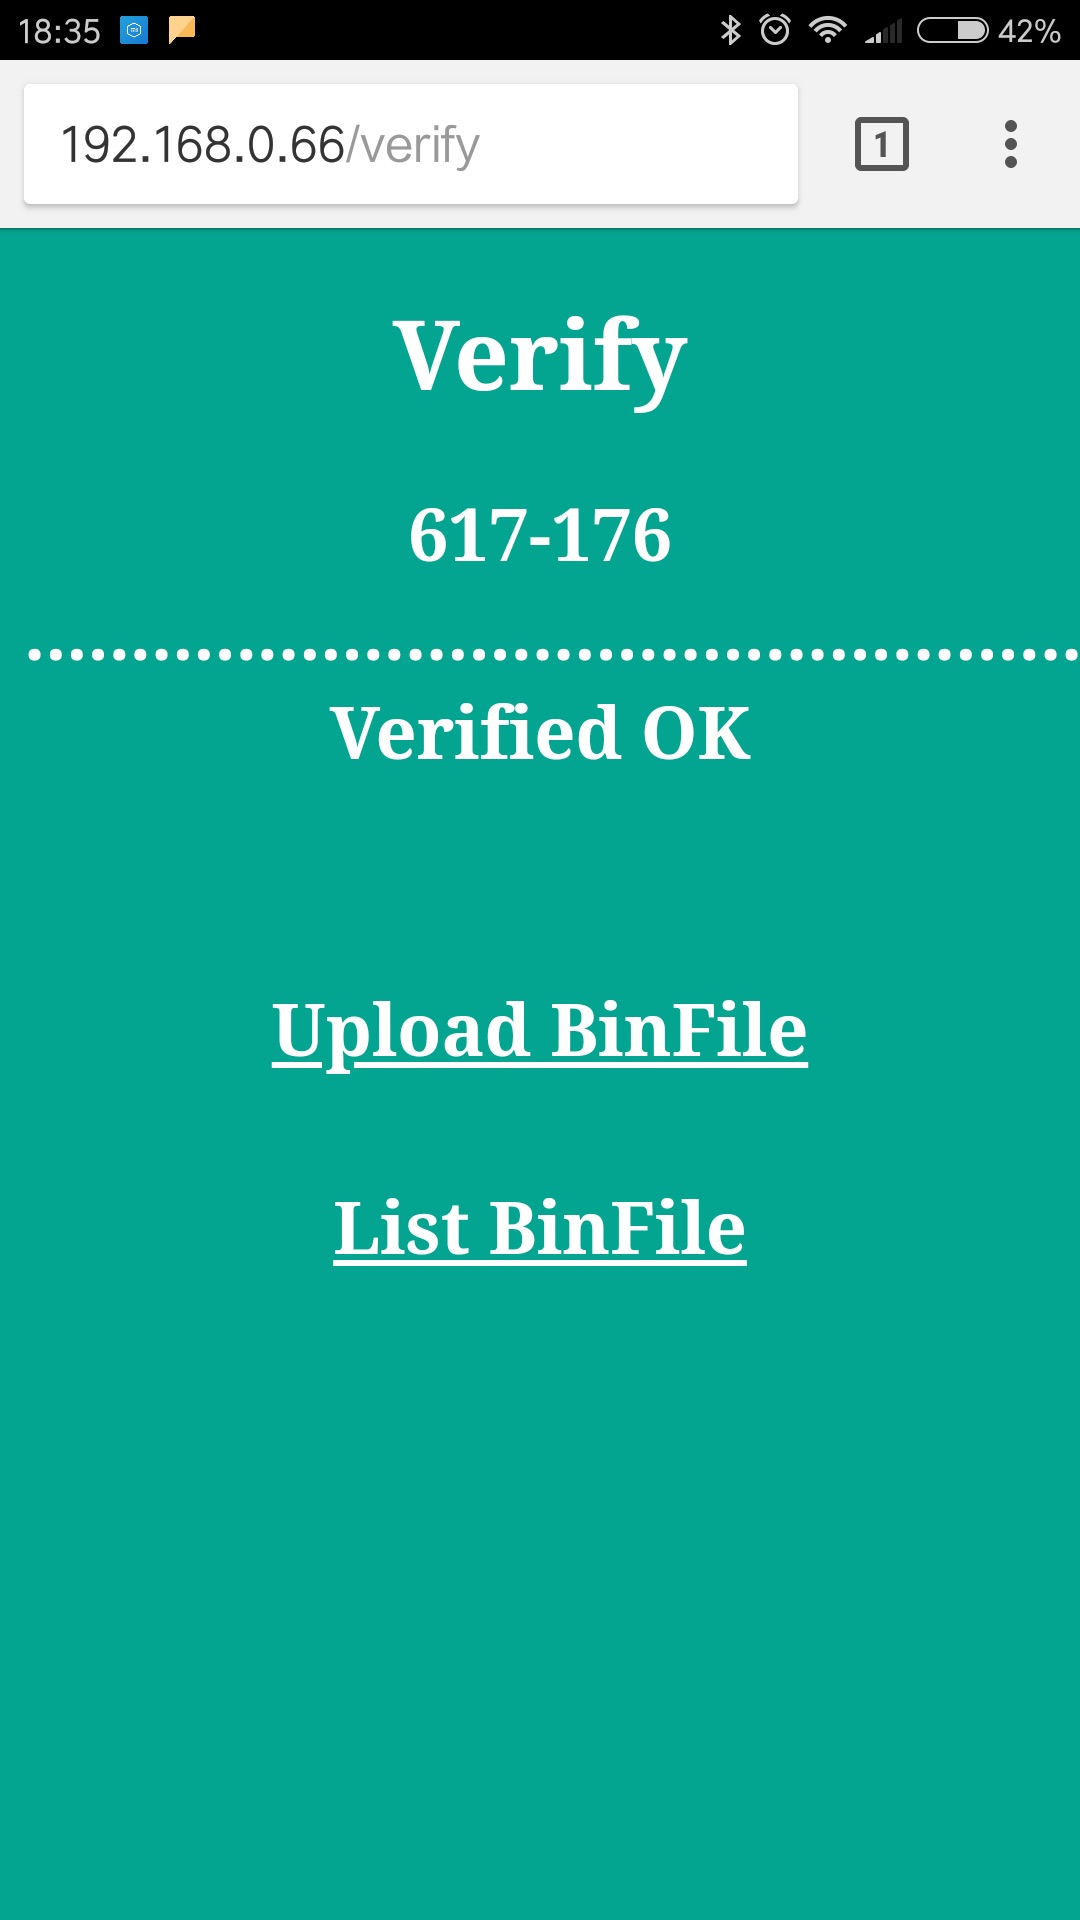 18:35 42%
192.168.0.66/verify 1
Verify
617-176
Verified OK
Upload BinFile
List BinFile